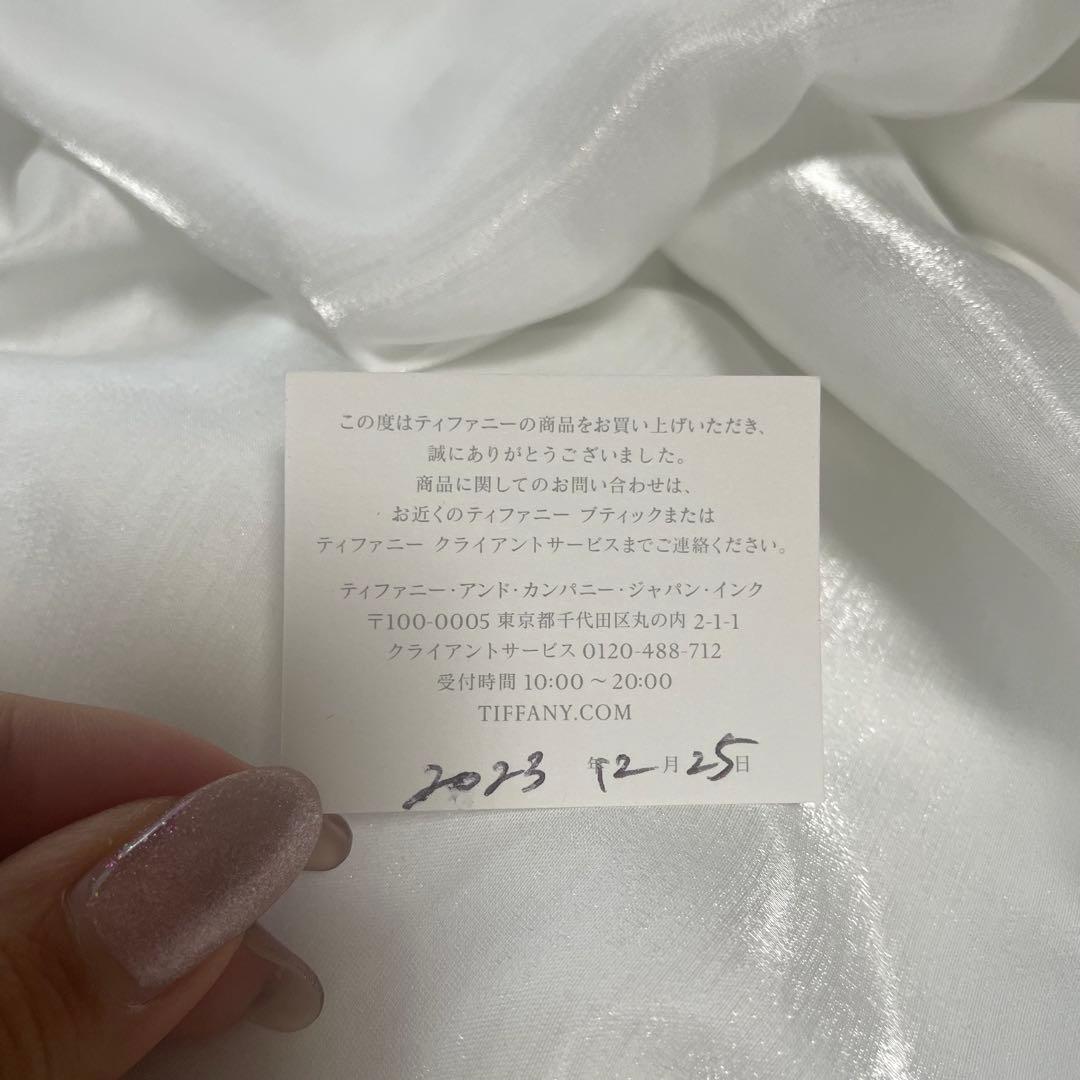 この度はティファニーの商品をお買い上げいただき、
誠にありがとうございました。
商品に関してのお問い合わせは、
お近くのティファニー ブティックまたは
ティファニー クライアントサービスまでご連絡ください。
ティファニー・アンド・カンパニー・ジャパン・インク
〒100-0005 東京都千代田区丸の内 2-1-1
クライアントサービス 0120-488-712
受付時間 10:00 〜 20:00
TIFFANY.COM
2023 年 12 月 25 日